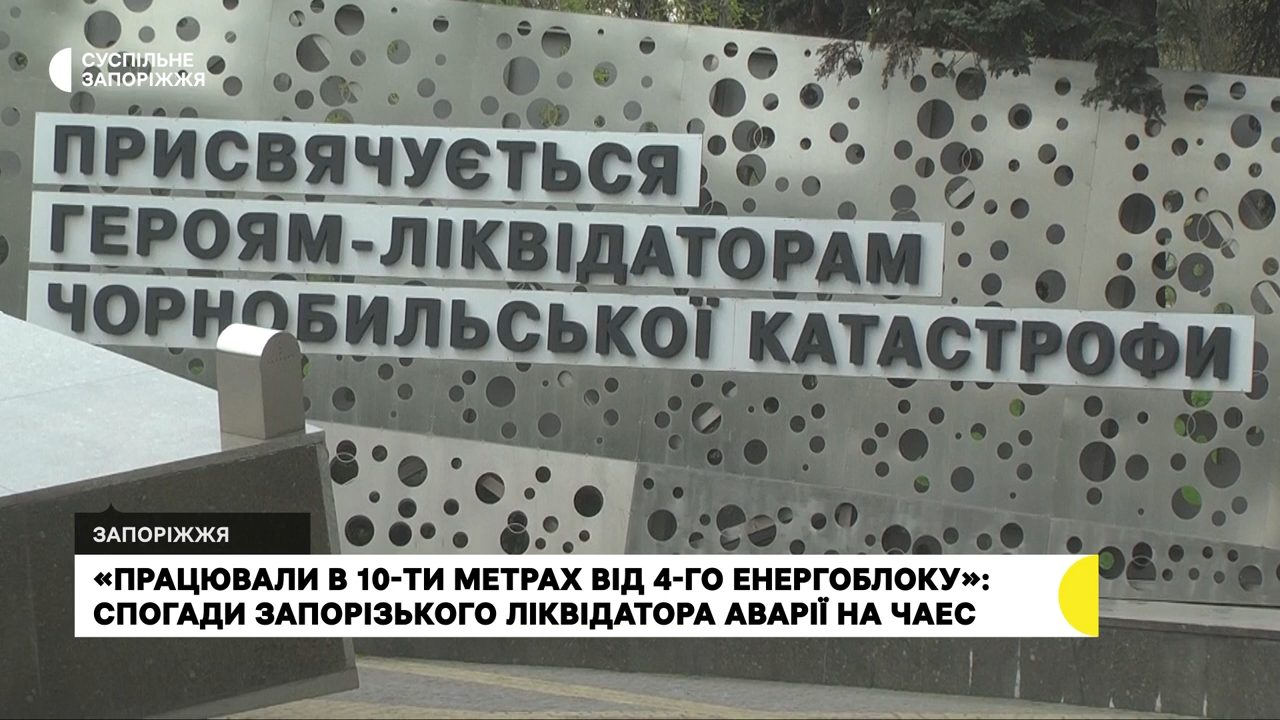 СУСПІЛЬНЕ
ЗАПОРІЖЖЯ
ПРИСВЯЧУЄТЬСЯ
ГЕРОЯМ-ЛІКВІДАТОРАМ
ЧОРНОБИЛЬСЬКОЇ КАТАСТРОФИ
ЗАПОРІЖЖЯ
«ПРАЦЮВАЛИ В 10-ТИ МЕТРАХ ВІД 4-ГО ЕНЕРГОБЛОКУ»:
СПОГАДИ ЗАПОРІЗЬКОГО ЛІКВІДАТОРА АВАРІЇ НА ЧАЕС